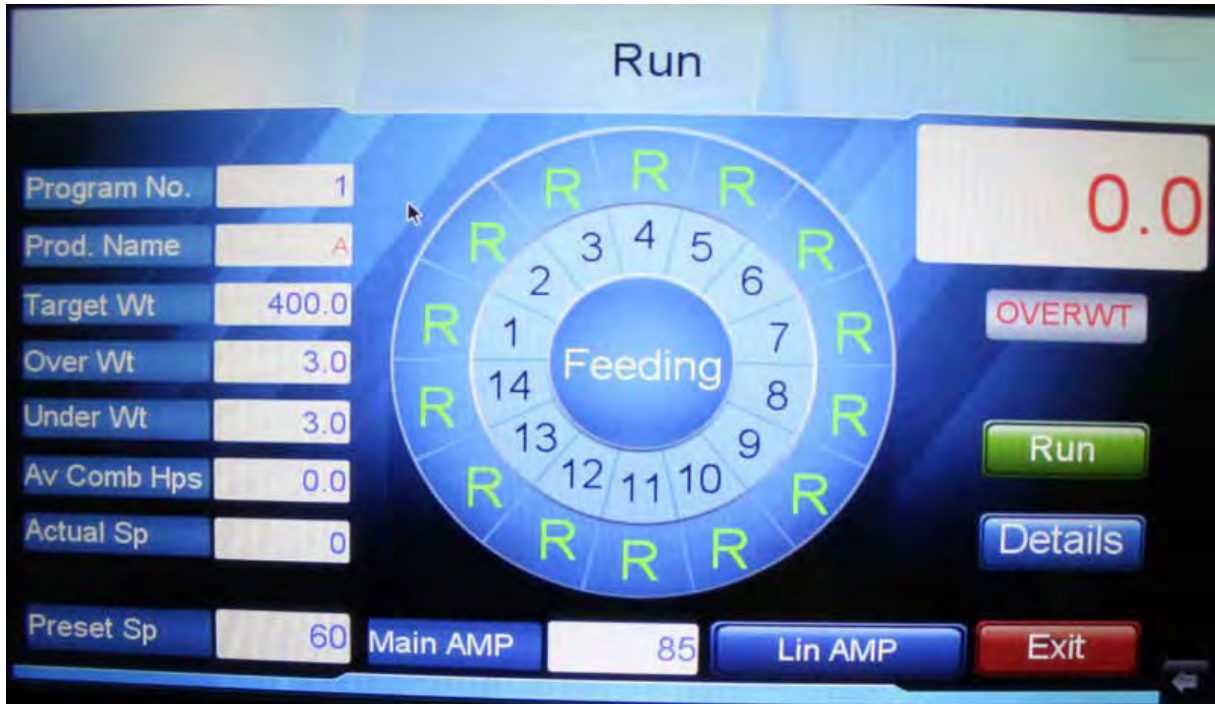 Run
0.0
Program No. 1
Prod. Name A
Target Wt 400.0
Over Wt 3.0
Under Wt 3.0
Av Comb Hps 0.0
Actual Sp 0
Preset Sp 60
Main AMP 85
Lin AMP
R R R R R R R R R R R R R R
1 2 3 4 5 6 7 8 9 10 11 12 13 14
Feeding
OVERWT
Run
Details
Exit